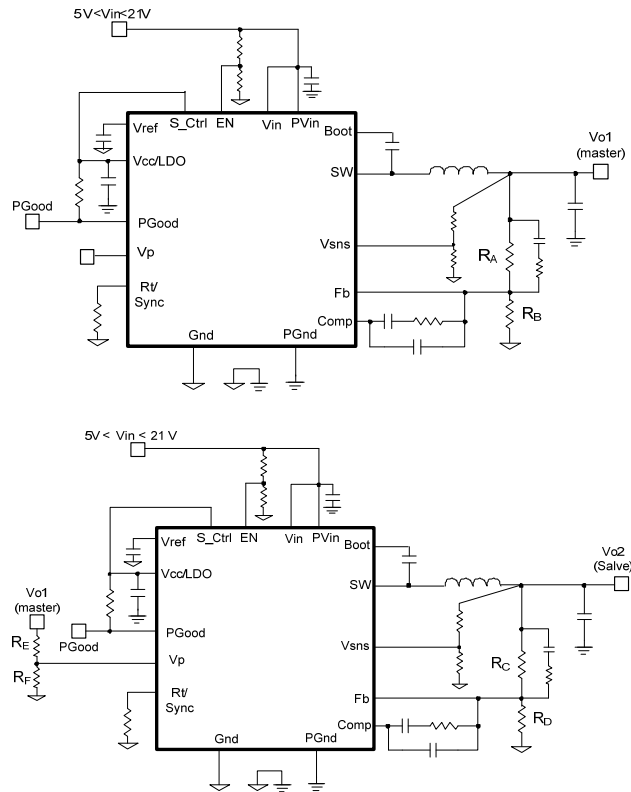 5V<Vin<21V
S_Ctrl EN Vin PVin
Vref
Boot
Vcc/LDO
SW
Vo1
(master)
PGood
PGood
Vp
Vsns
RA
Rt/
Sync
Fb
Comp
RB
Gnd
PGnd
5V< Vin < 21 V
S_Ctrl EN Vin PVin
Vref
Boot
Vcc/LDO
SW
Vo2
(Salve)
Vo1
(master)
RE
PGood
PGood
Vsns
RF
Vp
RC
Rt/
Sync
Fb
Comp
RD
Gnd
PGnd